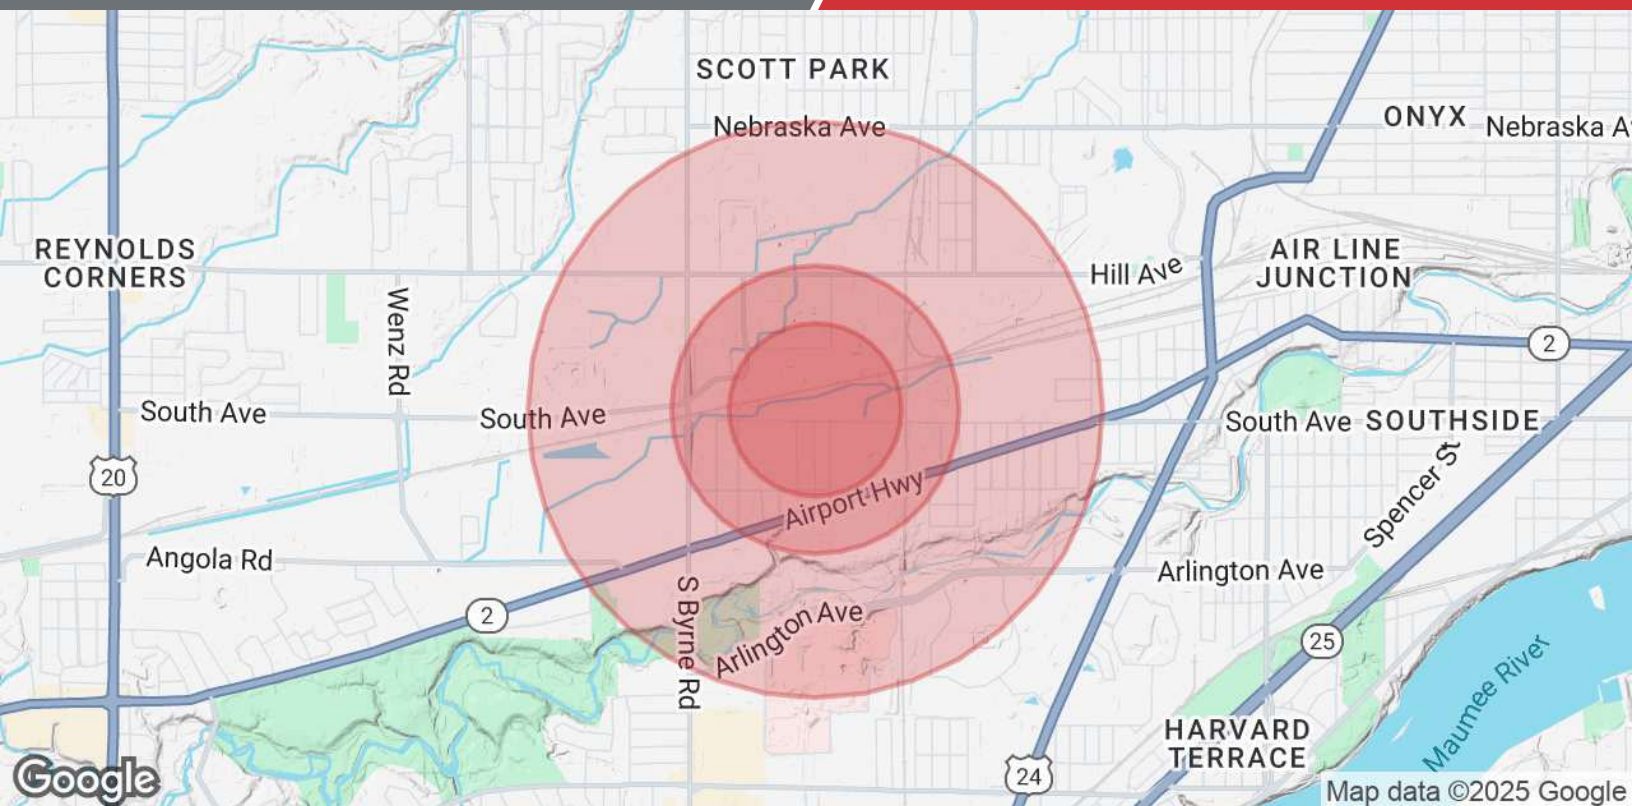 SCOTT PARK
Nebraska Ave
ONYX
Nebraska A
REYNOLDS
CORNERS
AIR LINE
JUNCTION
Hill Ave
Wenz Rd
2
South Ave
South Ave
South Ave
SOUTHSIDE
20
Spencer St
Airport Hwy
Angola Rd
Arlington Ave
2
S Byrne Rd
Arlington Ave
25
Maumee River
HARVARD
TERRACE
24
Google
Map data ©2025 Google